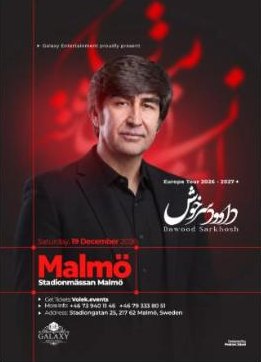 Galaxy Entertainment proudly present
Europe Tour 2026 - 2027
داوود سرخوش
Dawood Sarkhosh
Saturday, 19 December 2026
Malmö
Stadionmässan Malmö
Get Tickets: Yolek.events
More Info: +46 73 940 11 46 +46 79 333 80 51
Address: Stadiongatan 25, 217 62 Malmö, Sweden
GALAXY